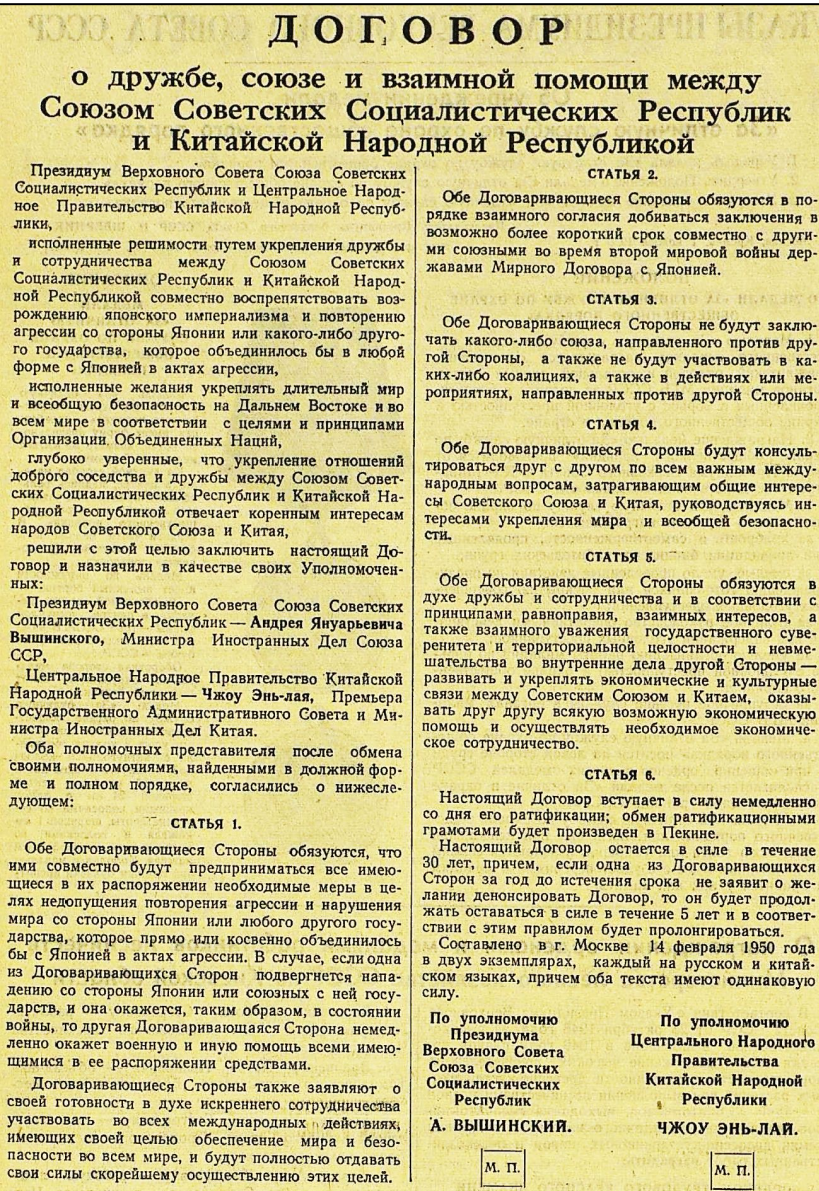 ДОГОВОР
о дружбе, союзе и взаимной помощи между
Союзом Советских Социалистических Республик
и Китайской Народной Республикой
Президиум Верховного Совета Союза Советских
Социалистических Республик и Центральное Народ-
ное Правительство Китайской Народной Респуб-
лики,
исполненные решимости путем укрепления дружбы
и сотрудничества между Союзом Советских
Социалистических Республик и Китайской Народ-
ной Республикой совместно воспрепятствовать воз-
рождению японского империализма и повторению
агрессии со стороны Японии или какого-либо друго-
го государства, которое объединилось бы в любой
форме с Японией в актах агрессии,
исполненные желания укреплять длительный мир
и всеобщую безопасность на Дальнем Востоке и во
всем мире в соответствии с целями и принципами
Организации Объединенных Наций,
глубоко уверенные, что укрепление отношений
доброго соседства и дружбы между Союзом Совет-
ских Социалистических Республик и Китайской На-
родной Республикой отвечает коренным интересам
народов Советского Союза и Китая,
решили с этой целью заключить настоящий До-
говор и назначили в качестве своих Уполномочен-
ных:
Президиум Верховного Совета Союза Советских
Социалистических Республик — Андрея Януарьевича
Вышинского, Министра Иностранных Дел Союза
ССР,
Центральное Народное Правительство Китайской
Народной Республики — Чжоу Энь-лая, Премьера
Государственного Административного Совета и Ми-
нистра Иностранных Дел Китая.
Оба полномочных представителя после обмена
своими полномочиями, найденными в должной фор-
ме и полном порядке, согласились о нижесле-
дующем:
СТАТЬЯ 1.
Обе Договаривающиеся Стороны обязуются, что
ими совместно будут предприниматься все имею-
щиеся в их распоряжении необходимые меры в це-
лях недопущения повторения агрессии и нарушения
мира со стороны Японии или любого другого госу-
дарства, которое прямо или косвенно объединилось
бы с Японией в актах агрессии. В случае, если одна
из Договаривающихся Сторон подвергнется напа-
дению со стороны Японии или союзных с ней госу-
дарств, и она окажется, таким образом, в состоянии
войны, то другая Договаривающаяся Сторона немед-
ленно окажет военную и иную помощь всеми имею-
щимися в ее распоряжении средствами.
Договаривающиеся Стороны также заявляют о
своей готовности в духе искреннего сотрудничества
участвовать во всех международных действиях,
имеющих своей целью обеспечение мира и безо-
пасности во всем мире, и будут полностью отдавать
свои силы скорейшему осуществлению этих целей.
СТАТЬЯ 2.
Обе Договаривающиеся Стороны обязуются в по-
рядке взаимного согласия добиваться заключения в
возможно более короткий срок совместно с други-
ми союзными во время второй мировой войны дер-
жавами Мирного Договора с Японией.
СТАТЬЯ 3.
Обе Договаривающиеся Стороны не будут заклю-
чать какого-либо союза, направленного против дру-
гой Стороны, а также не будут участвовать в ка-
ких-либо коалициях, а также в действиях или ме-
роприятиях, направленных против другой Стороны.
СТАТЬЯ 4.
Обе Договаривающиеся Стороны будут консуль-
тироваться друг с другом по всем важным между-
народным вопросам, затрагивающим общие интере-
сы Советского Союза и Китая, руководствуясь ин-
тересами укрепления мира и всеобщей безопасно-
сти.
СТАТЬЯ 5.
Обе Договаривающиеся Стороны обязуются в
духе дружбы и сотрудничества и в соответствии с
принципами равноправия, взаимных интересов, а
также взаимного уважения государственного суве-
ренитета и территориальной целостности и невме-
шательства во внутренние дела другой Стороны —
развивать и укреплять экономические и культурные
связи между Советским Союзом и Китаем, оказы-
вать друг другу всякую возможную экономическую
помощь и осуществлять необходимое экономиче-
ское сотрудничество.
СТАТЬЯ 6.
Настоящий Договор вступает в силу немедленно
со дня его ратификации; обмен ратификационными
грамотами будет произведен в Пекине.
Настоящий Договор остается в силе в течение
30 лет, причем, если одна из Договаривающихся
Сторон за год до истечения срока не заявит о же-
лании денонсировать Договор, то он будет продол-
жать оставаться в силе в течение 5 лет и в соответ-
ствии с этим правилом будет пролонгироваться.
Составлено в г. Москве 14 февраля 1950 года
в двух экземплярах, каждый на русском и китай-
ском языках, причем оба текста имеют одинаковую
силу.
По уполномочию
Президиума
Верховного Совета
Союза Советских
Социалистических
Республик
А. ВЫШИНСКИЙ.
М. П.
По уполномочию
Центрального Народного
Правительства
Китайской Народной
Республики
ЧЖОУ ЭНЬ-ЛАЙ.
М. П.